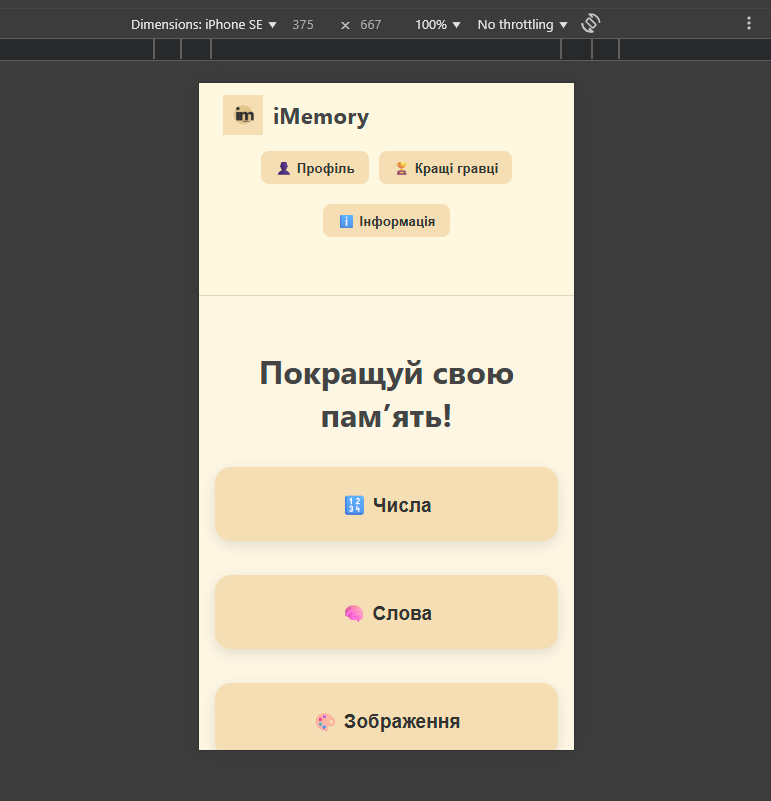 Dimensions: iPhone SE 375 × 667 100% No throttling
im iMemory
Профіль Кращі гравці
Інформація
Покращуй свою
пам’ять!
1234 Числа
Слова
Зображення